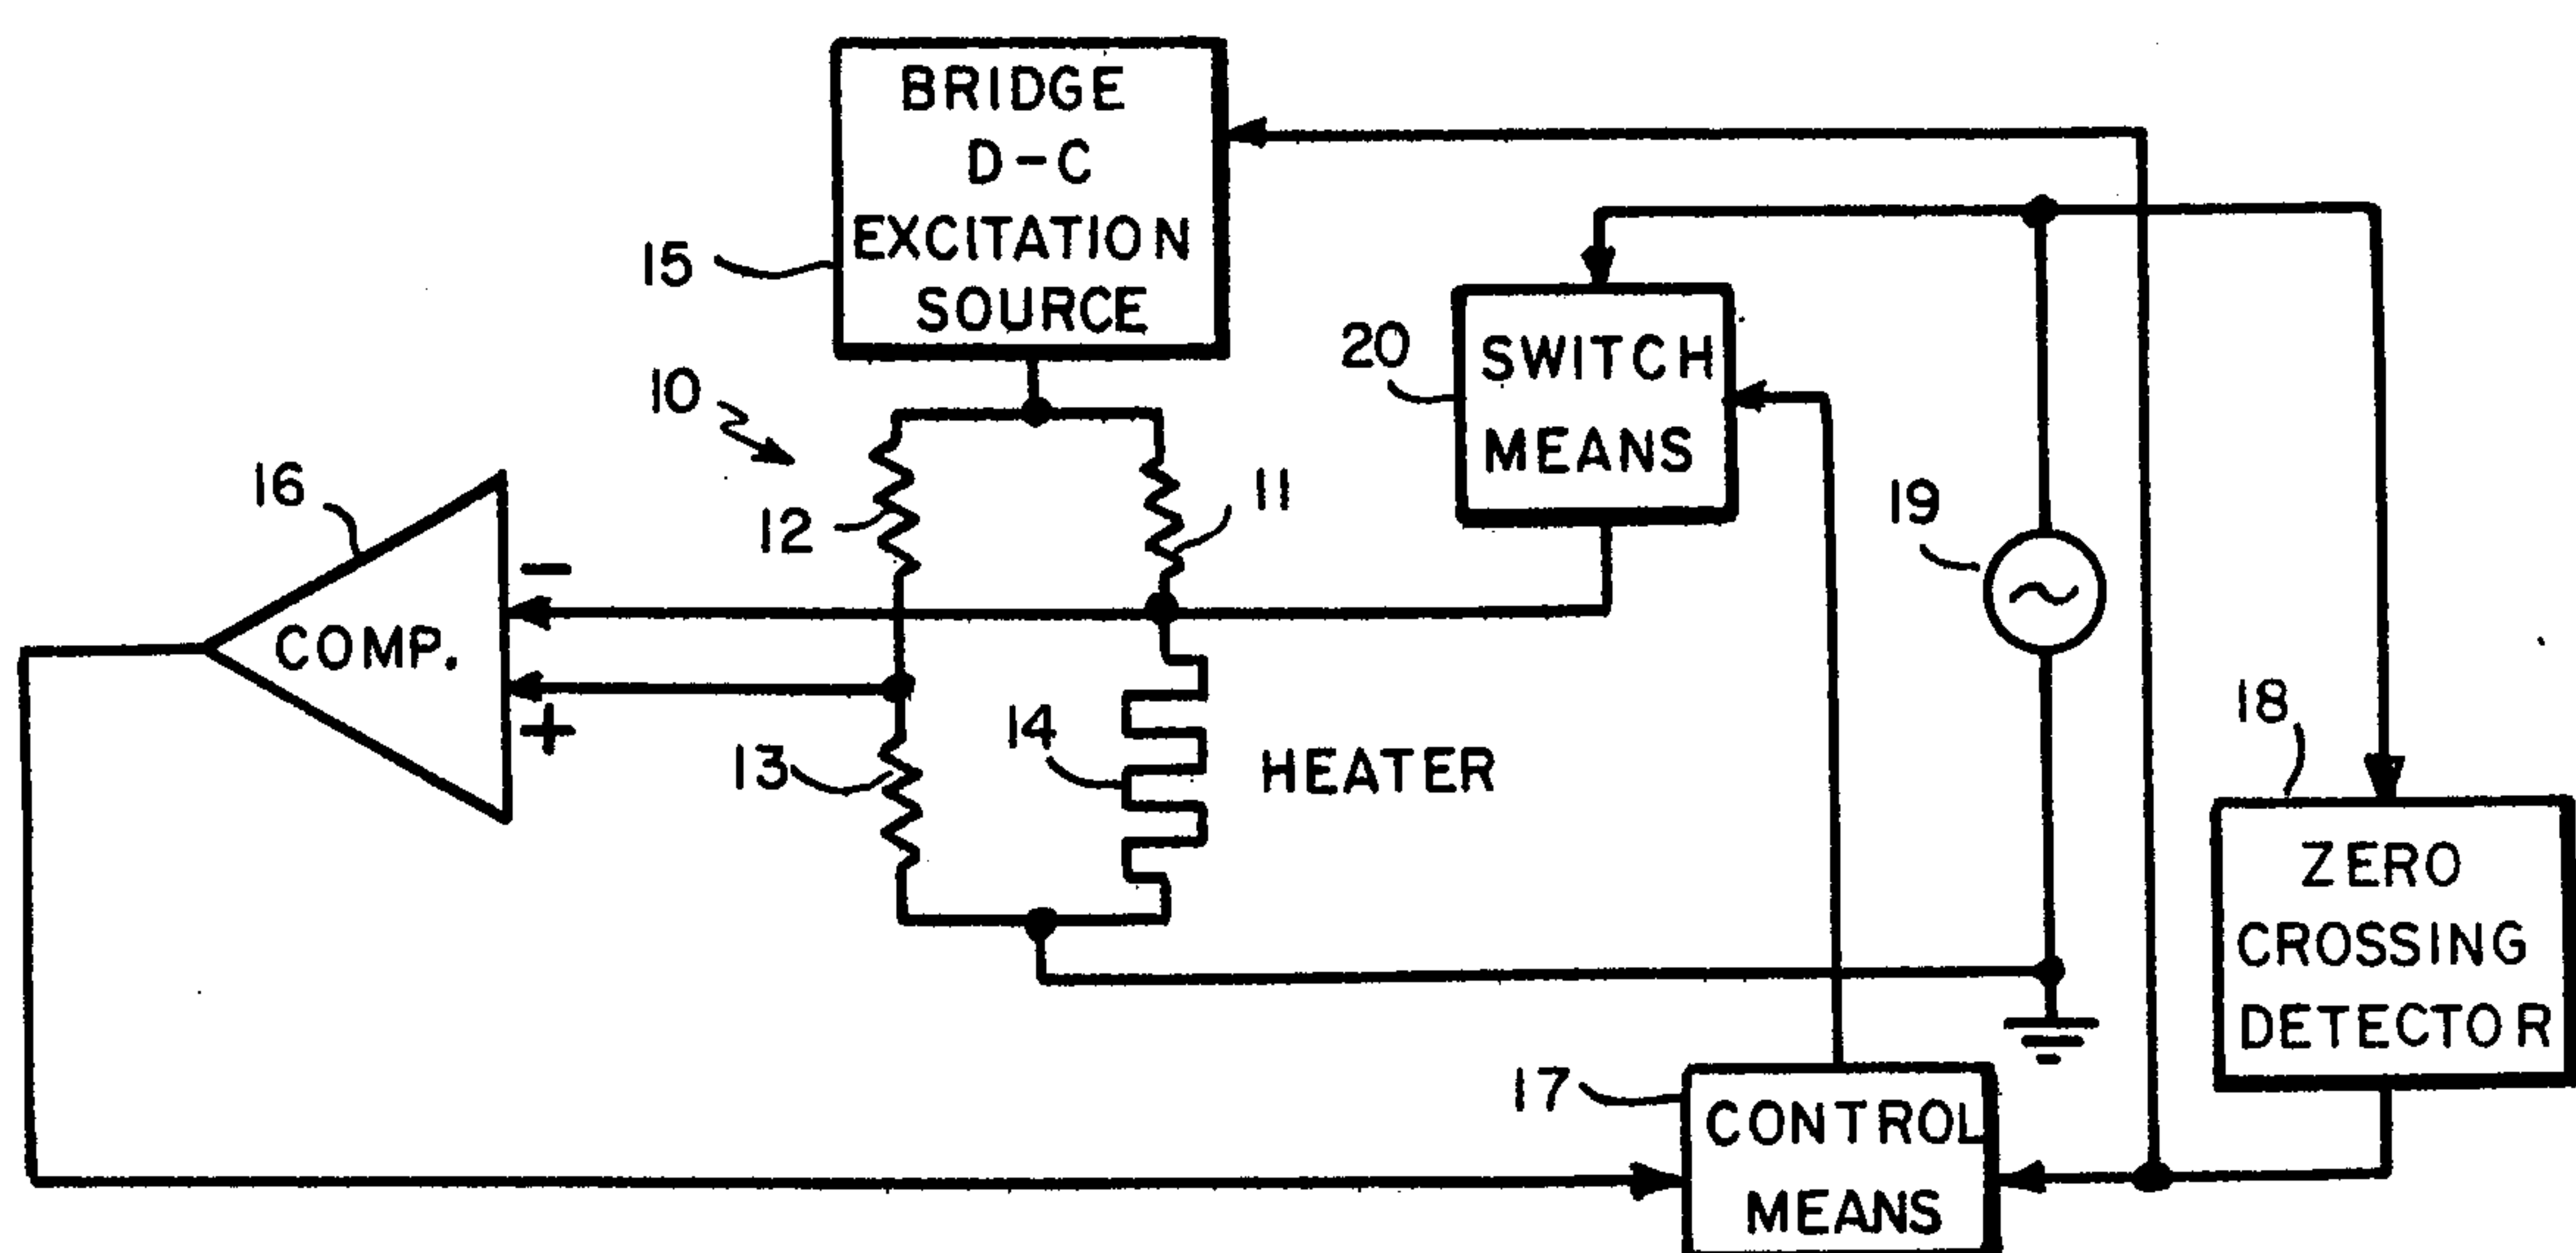 BRIDGE
D-C
EXCITATION
SOURCE
15
10
20
SWITCH
MEANS
16
12
11
19
COMP.
−
+
18
13
14
HEATER
ZERO
CROSSING
DETECTOR
17
CONTROL
MEANS